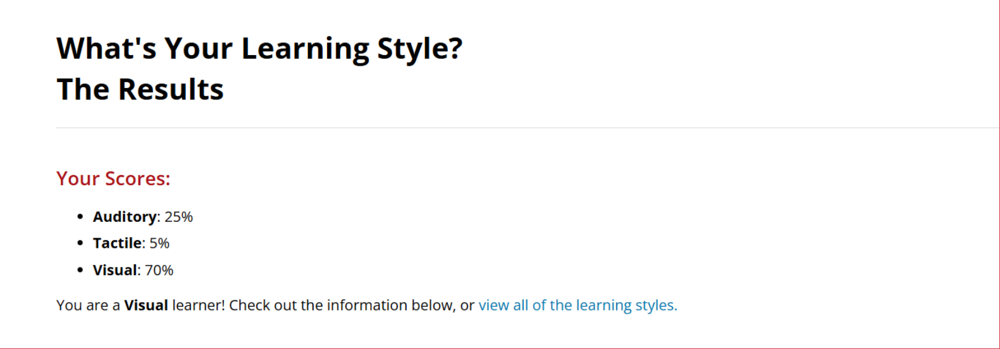 What's Your Learning Style?
The Results
Your Scores:
• Auditory: 25%
• Tactile: 5%
• Visual: 70%
You are a Visual learner! Check out the information below, or view all of the learning styles.